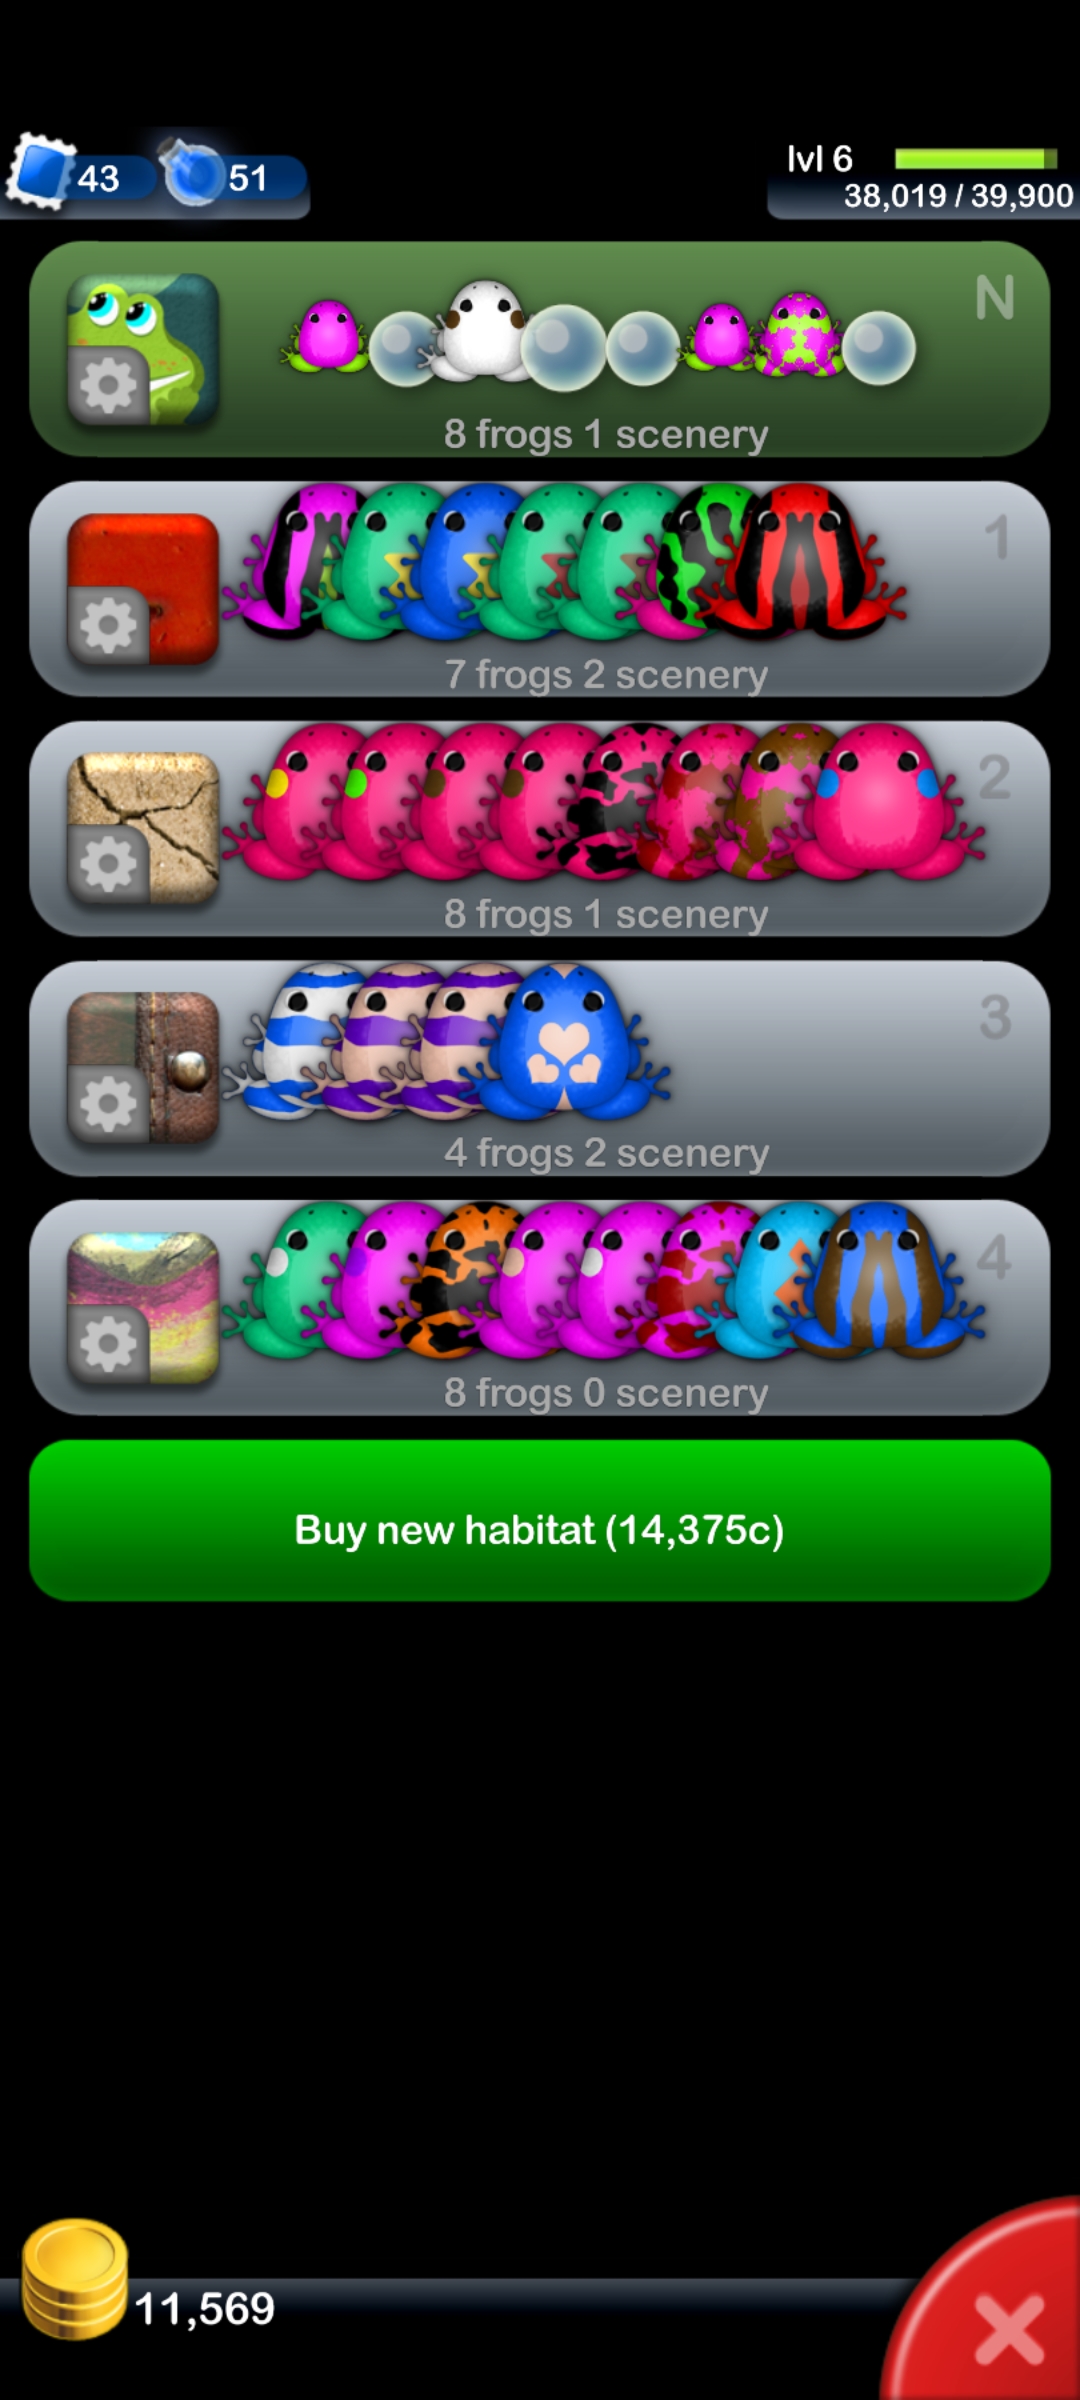 43
51
lvl 6
38,019 / 39,900
N
8 frogs 1 scenery
1
7 frogs 2 scenery
2
8 frogs 1 scenery
3
4 frogs 2 scenery
4
8 frogs 0 scenery
Buy new habitat (14,375c)
11,569